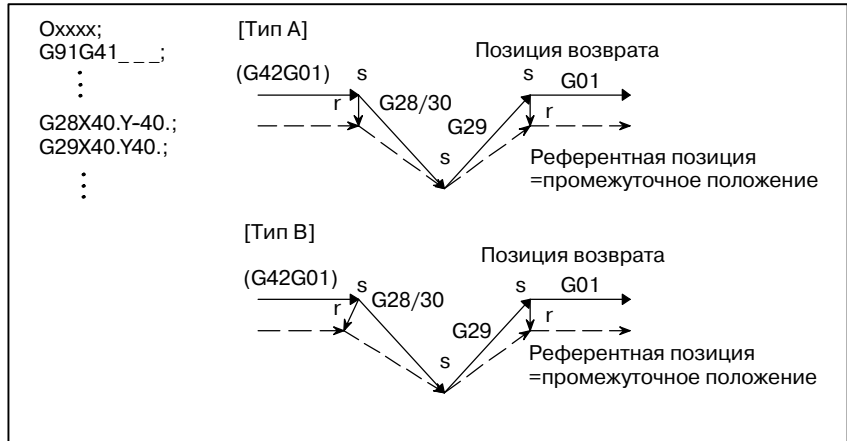 Oxxxx;
G91G41_ _ _;
G28X40.Y-40.;
G29X40.Y40.;
[Тип A]
Позиция возврата
(G42G01)
s
s
G01
r
G28/30
r
G29
s
Референтная позиция
=промежуточное положение
[Тип B]
Позиция возврата
(G42G01)
s
s
G01
r
G28/30
r
G29
s
Референтная позиция
=промежуточное положение